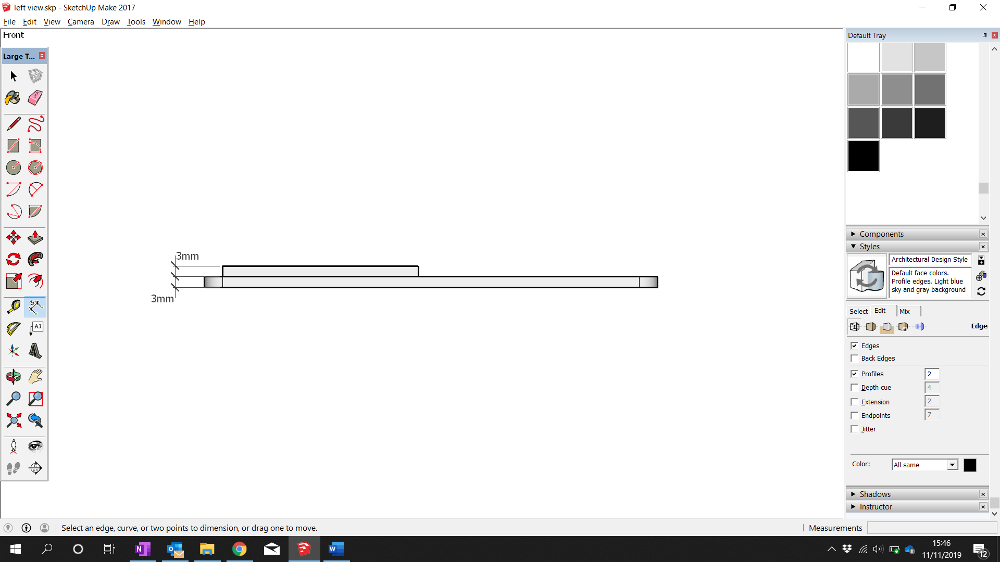 left view.skp - SketchUp Make 2017
File Edit View Camera Draw Tools Window Help
Front
Default Tray
Large T...
3mm
3mm
Components
Styles
Architectural Design Style
Default face colors.
Profile edges. Light blue
sky and gray background
Select Edit Mix
Edge
Edges
Back Edges
Profiles 2
Depth cue 4
Extension 2
Endpoints 7
Jitter
Color: All same
Shadows
Instructor
A1
Select an edge, curve, or two points to dimension, or drag one to move.
Measurements
15:46
11/11/2019
12